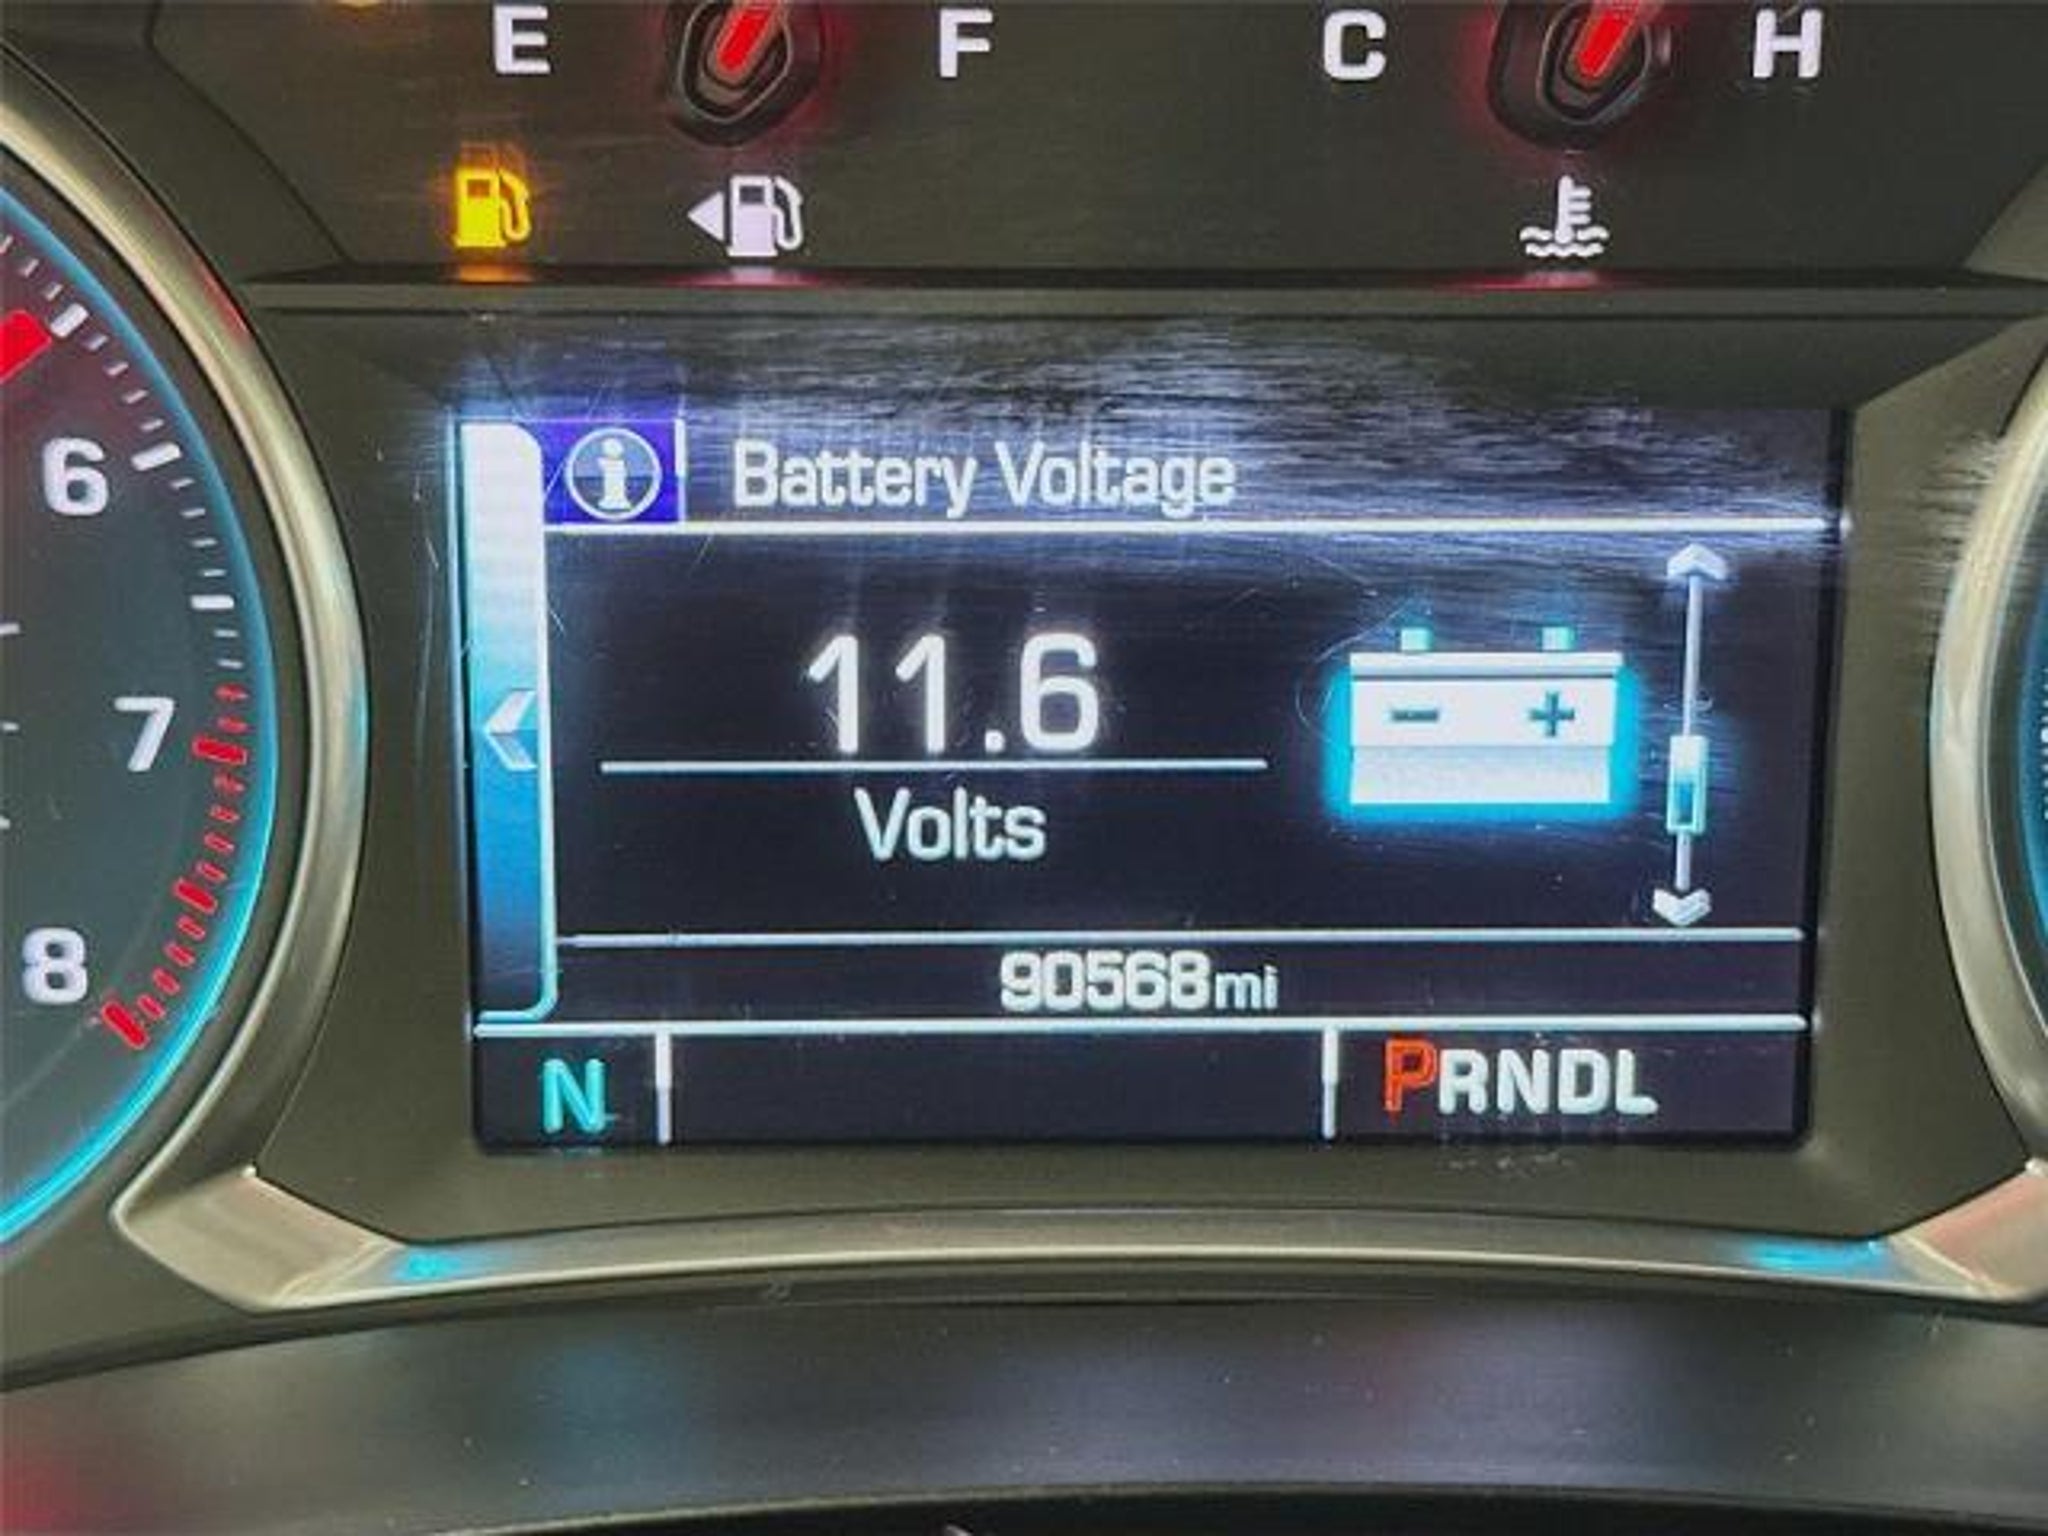 E F C H
6
7
8
Battery Voltage
11.6
Volts
- +
90568mi
N PRNDL